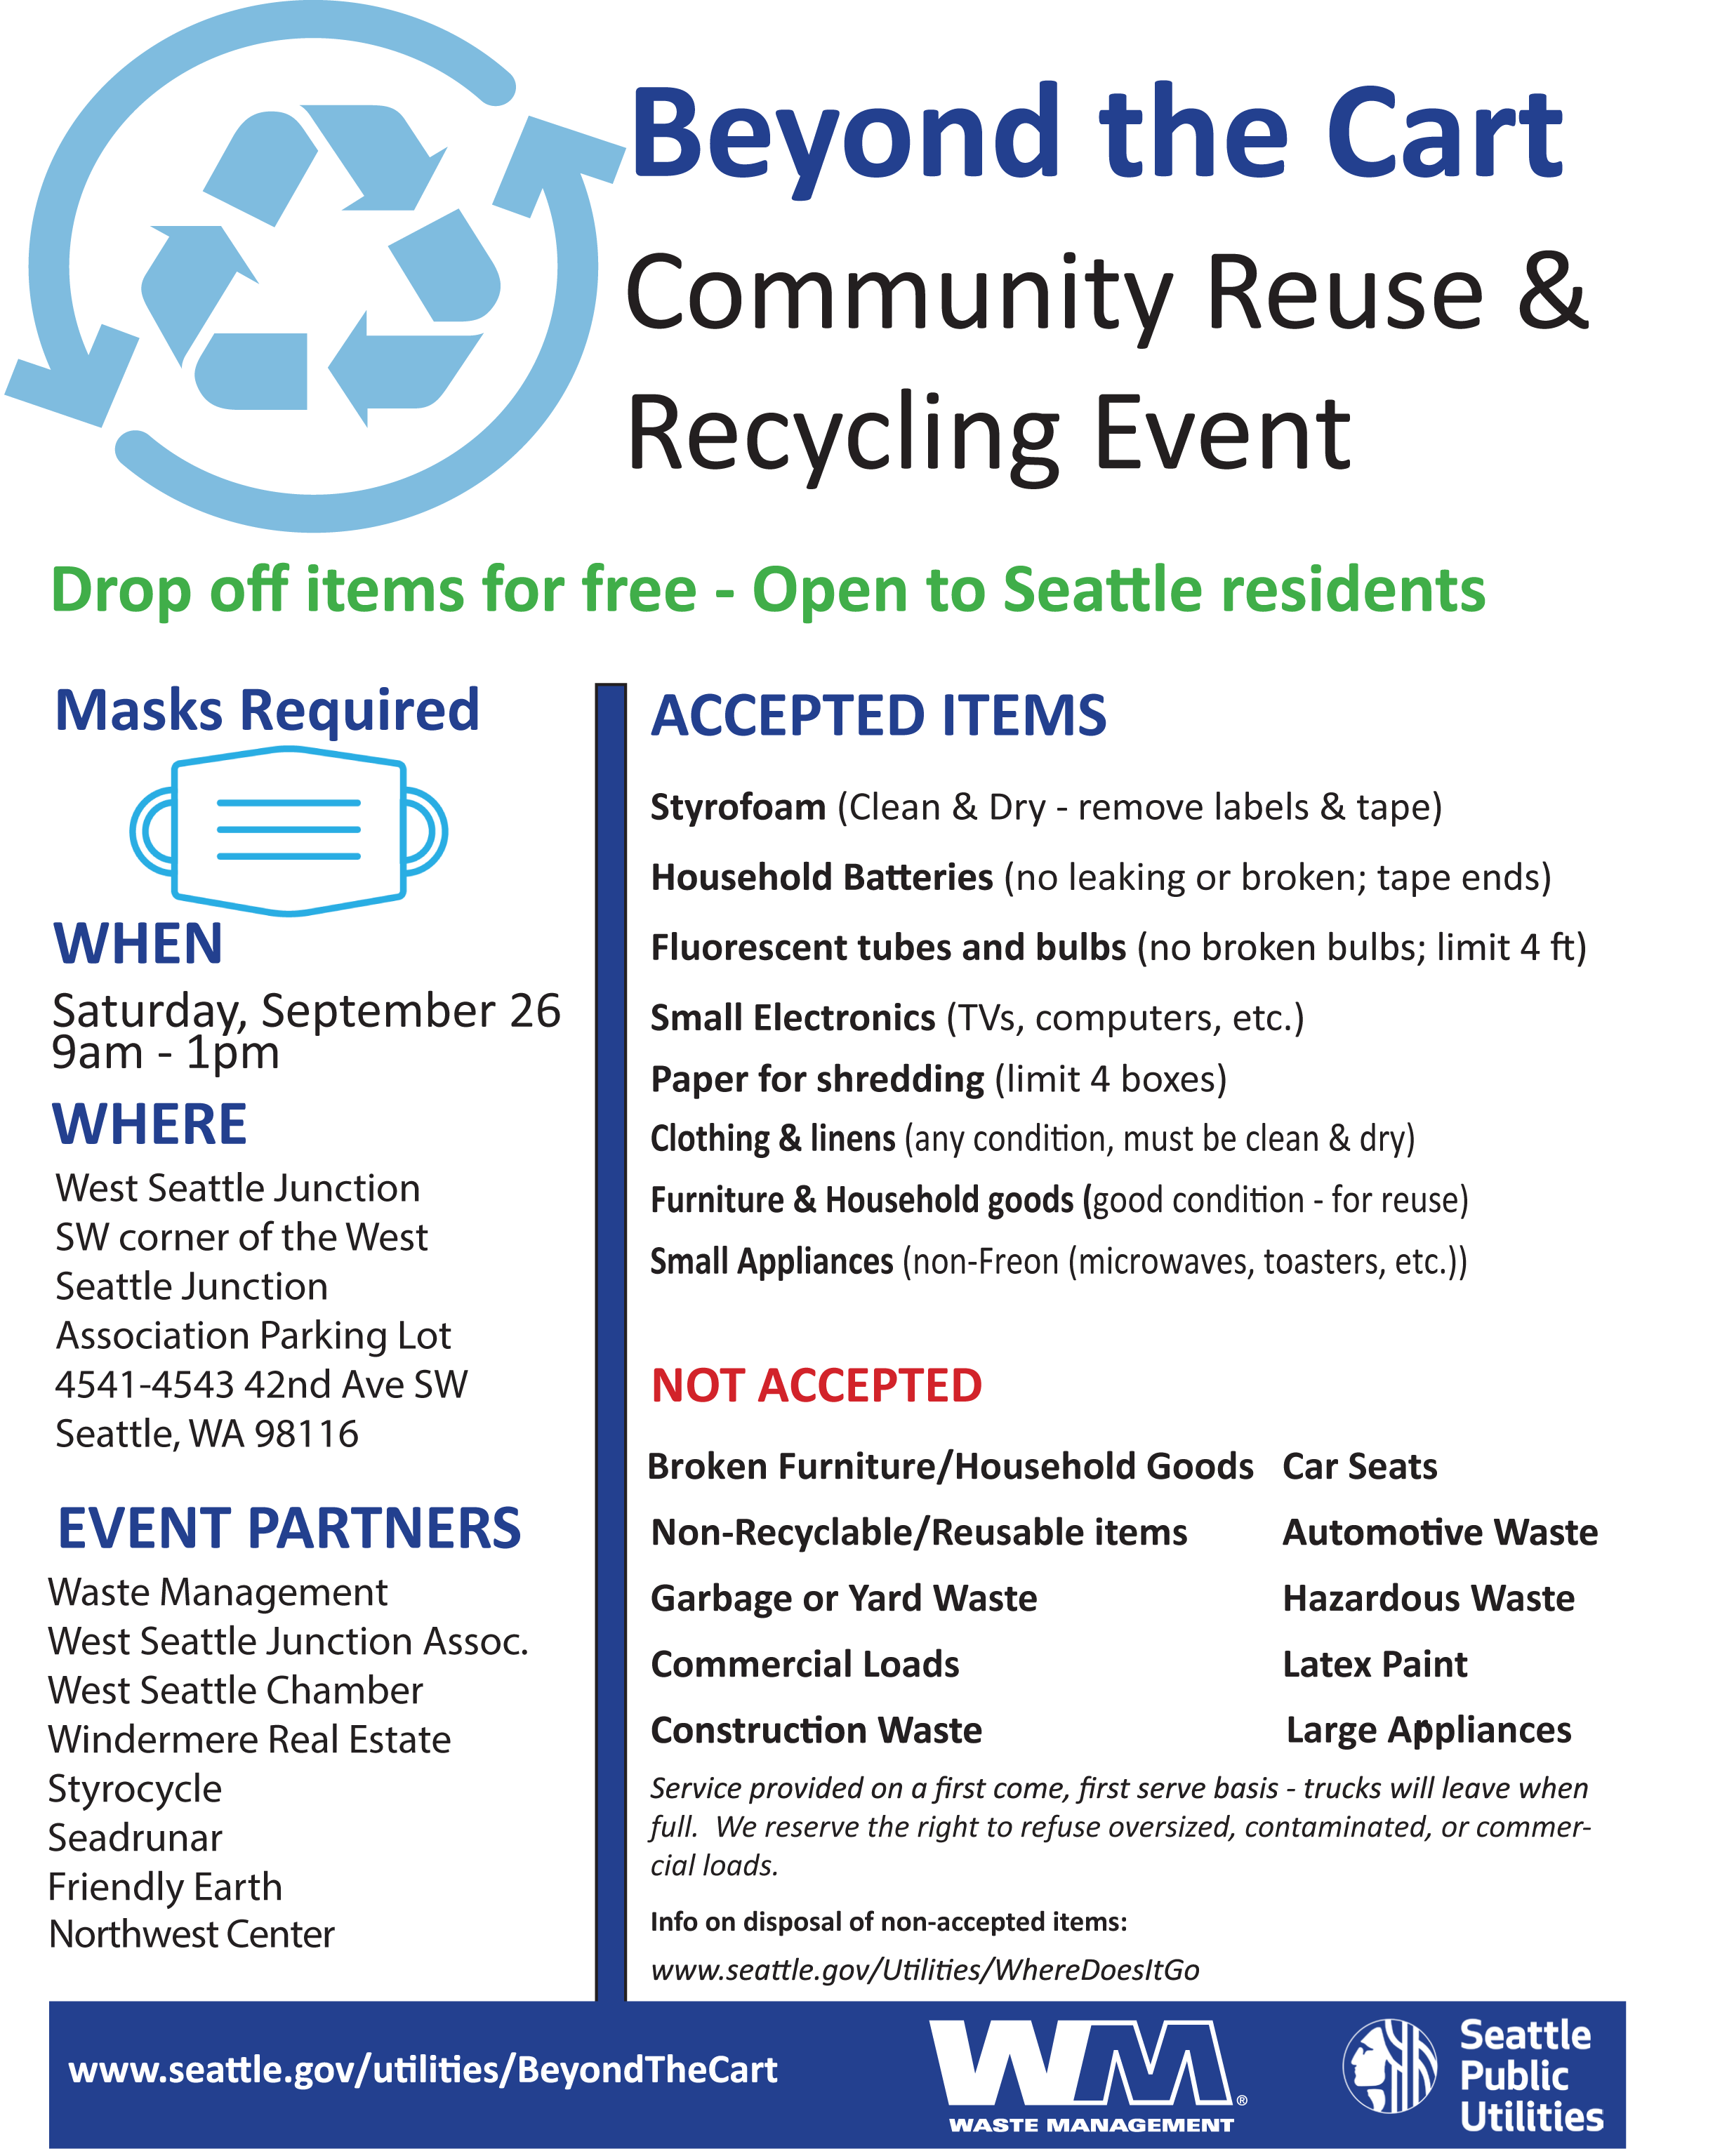 Beyond the Cart
Community Reuse &
Recycling Event
Drop off items for free - Open to Seattle residents
Masks Required
WHEN
Saturday, September 26
9am - 1pm
WHERE
West Seattle Junction
SW corner of the West
Seattle Junction
Association Parking Lot
4541-4543 42nd Ave SW
Seattle, WA 98116
EVENT PARTNERS
Waste Management
West Seattle Junction Assoc.
West Seattle Chamber
Windermere Real Estate
Styrocycle
Seadrunar
Friendly Earth
Northwest Center
ACCEPTED ITEMS
Styrofoam (Clean & Dry - remove labels & tape)
Household Batteries (no leaking or broken; tape ends)
Fluorescent tubes and bulbs (no broken bulbs; limit 4 ft)
Small Electronics (TVs, computers, etc.)
Paper for shredding (limit 4 boxes)
Clothing & linens (any condition, must be clean & dry)
Furniture & Household goods (good condition - for reuse)
Small Appliances (non-Freon (microwaves, toasters, etc.))
NOT ACCEPTED
Broken Furniture/Household Goods
Non-Recyclable/Reusable items
Garbage or Yard Waste
Commercial Loads
Construction Waste
Car Seats
Automotive Waste
Hazardous Waste
Latex Paint
Large Appliances
Service provided on a first come, first serve basis - trucks will leave when
full. We reserve the right to refuse oversized, contaminated, or commer-
cial loads.
Info on disposal of non-accepted items:
www.seattle.gov/Utilities/WhereDoesItGo
www.seattle.gov/utilities/BeyondTheCart
WM®
WASTE MANAGEMENT
Seattle
Public
Utilities